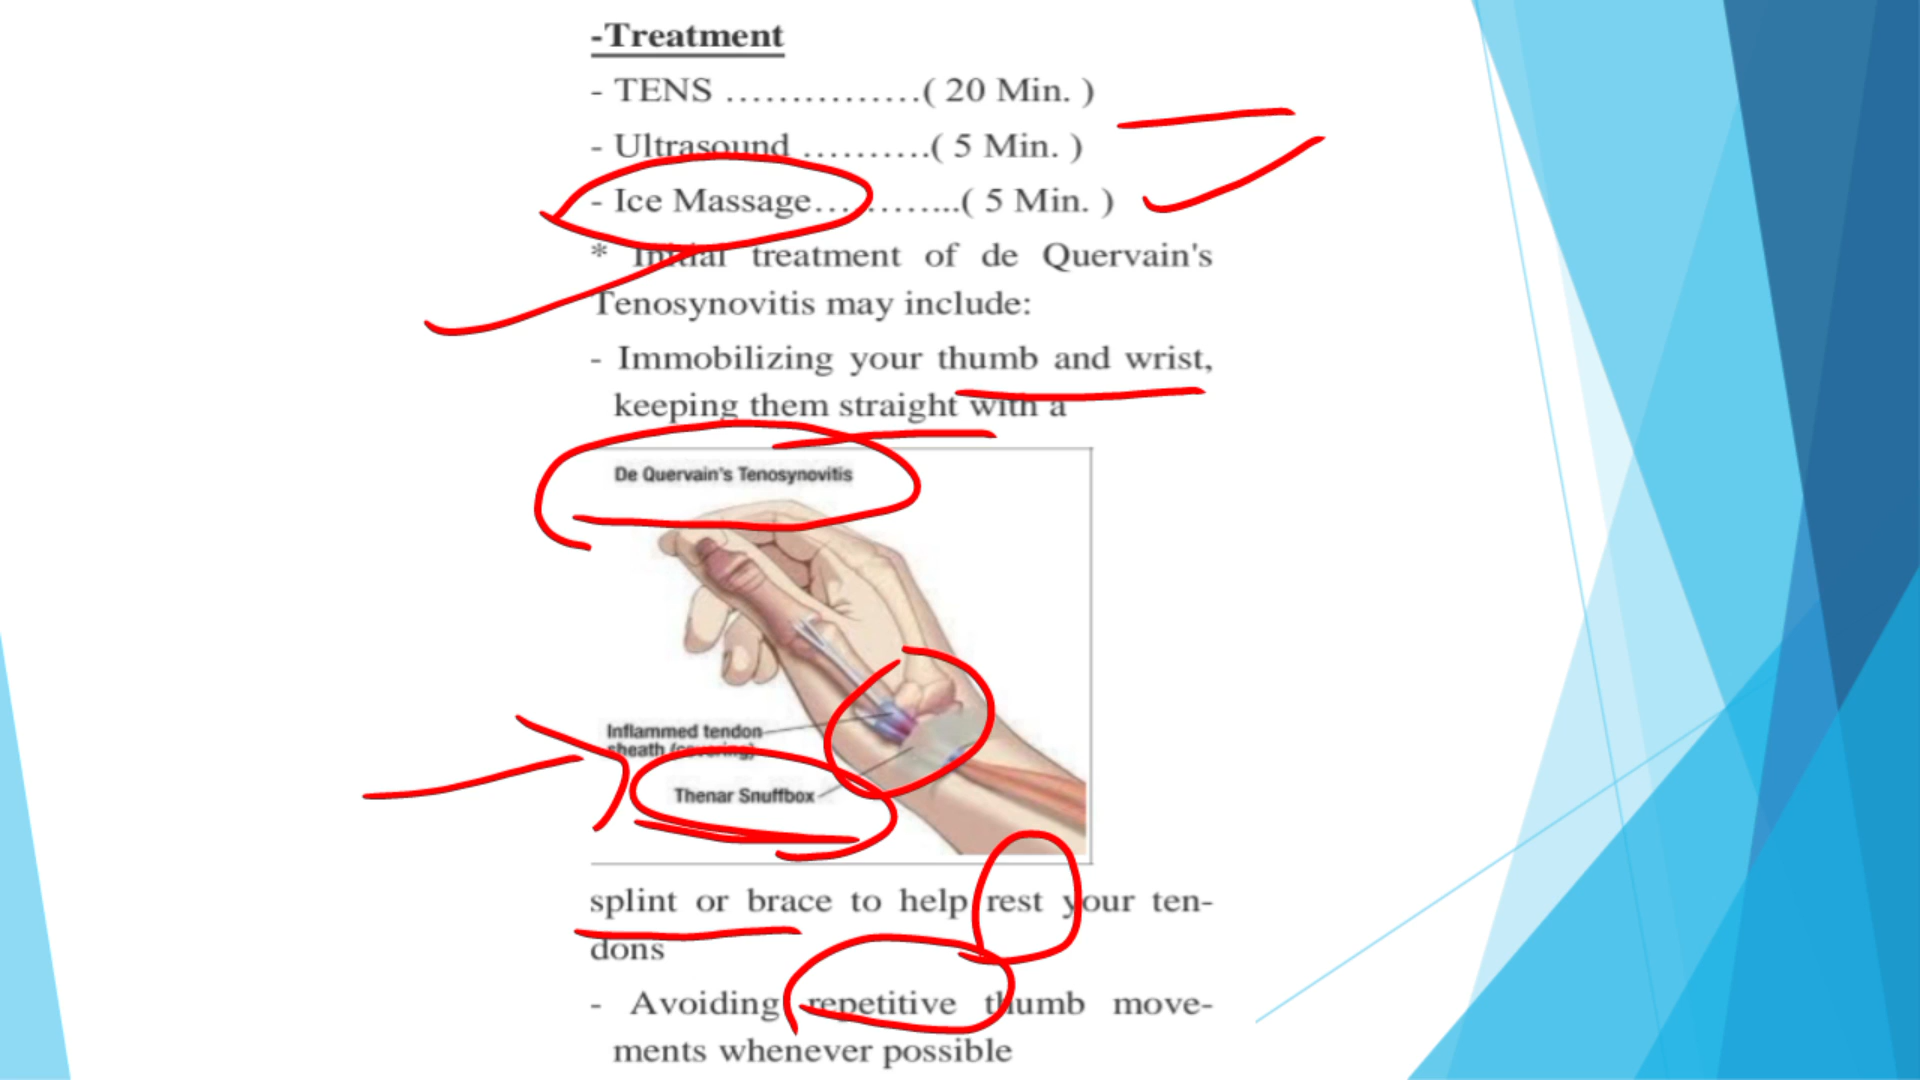 -Treatment
- TENS ……………( 20 Min. )
- Ultrasound ……….( 5 Min. )
- Ice Massage………...( 5 Min. )
* Initial treatment of de Quervain's
Tenosynovitis may include:
- Immobilizing your thumb and wrist,
keeping them straight with a
De Quervain's Tenosynovitis
Inflammed tendon
sheath (covering)
Thenar Snuffbox
splint or brace to help rest your ten-
dons
- Avoiding repetitive thumb move-
ments whenever possible